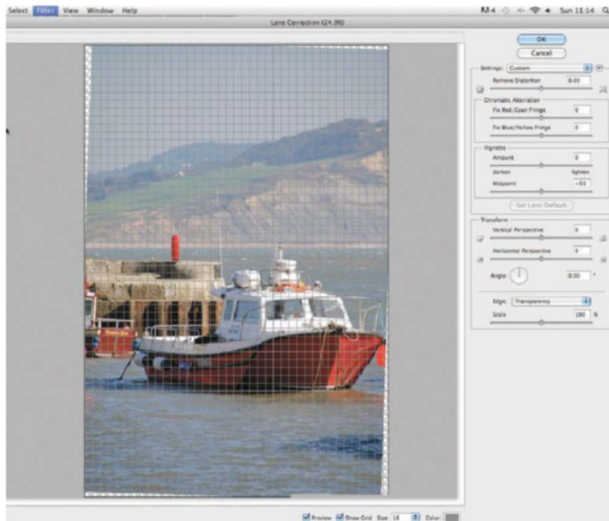 Select Filter View Window Help
4 Sun 11:14
Lens Correction (24.9%)
OK
Cancel
Settings: Custom
Remove Distortion 0.00
Chromatic Aberration
Fix Red/Cyan Fringe 0
Fix Blue/Yellow Fringe 0
Vignette
Amount 0
darken lighten
Midpoint +50
Set Lens Default
Transform
Vertical Perspective 0
Horizontal Perspective 0
Angle: 0.00 °
Edge: Transparency
Scale 100 %
Preview Show Grid Size: 16 Color: